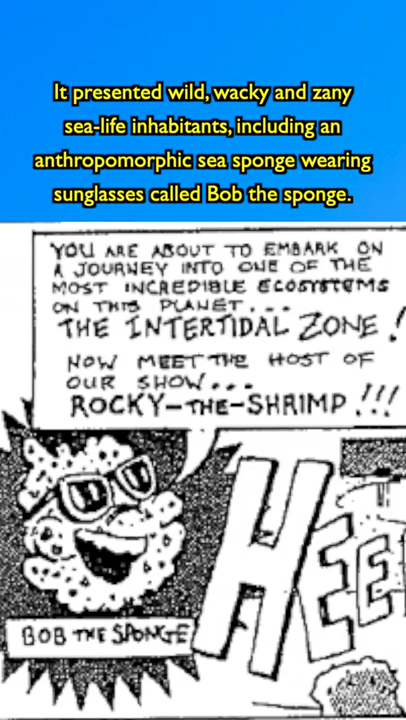 It presented wild, wacky and zany
sea-life inhabitants, including an
anthropomorphic sea sponge wearing
sunglasses called Bob the sponge.
YOU ARE ABOUT TO EMBARK ON
A JOURNEY INTO ONE OF THE
MOST INCREDIBLE ECOSYSTEMS
ON THIS PLANET...
THE INTERTIDAL ZONE!
NOW MEET THE HOST OF
OUR SHOW...
ROCKY-THE-SHRIMP!!!
HEE
BOB THE SPONGE